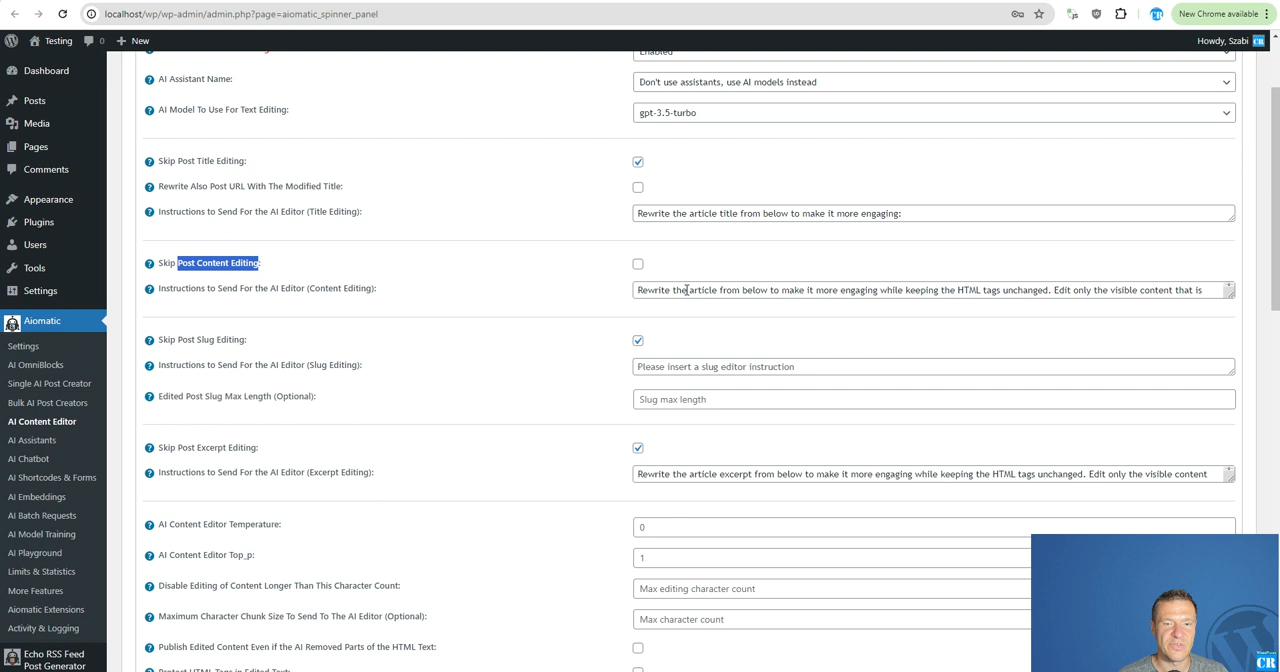 localhost/wp/wp-admin/admin.php?page=aiomatic_spinner_panel
New Chrome available
Testing
0
New
Howdy, Szabi
Dashboard
Posts
Media
Pages
Comments
Appearance
Plugins
Users
Tools
Settings
Aiomatic
Settings
AI OmniBlocks
Single AI Post Creator
Bulk AI Post Creators
AI Content Editor
AI Assistants
AI Chatbot
AI Shortcodes & Forms
AI Embeddings
AI Batch Requests
AI Model Training
AI Playground
Limits & Statistics
More Features
Aiomatic Extensions
Activity & Logging
Echo RSS Feed
Post Generator
Enabled
AI Assistant Name:
Don't use assistants, use AI models instead
AI Model To Use For Text Editing:
gpt-3.5-turbo
Skip Post Title Editing:
Rewrite Also Post URL With The Modified Title:
Instructions to Send For the AI Editor (Title Editing):
Rewrite the article title from below to make it more engaging:
Skip Post Content Editing:
Instructions to Send For the AI Editor (Content Editing):
Rewrite the article from below to make it more engaging while keeping the HTML tags unchanged. Edit only the visible content that is
Skip Post Slug Editing:
Instructions to Send For the AI Editor (Slug Editing):
Please insert a slug editor instruction
Edited Post Slug Max Length (Optional):
Slug max length
Skip Post Excerpt Editing:
Instructions to Send For the AI Editor (Excerpt Editing):
Rewrite the article excerpt from below to make it more engaging while keeping the HTML tags unchanged. Edit only the visible content
AI Content Editor Temperature:
0
AI Content Editor Top_p:
1
Disable Editing of Content Longer Than This Character Count:
Max editing character count
Maximum Character Chunk Size To Send To The AI Editor (Optional):
Max character count
Publish Edited Content Even if the AI Removed Parts of the HTML Text:
Protect HTML Tags in Edited Text:
CR